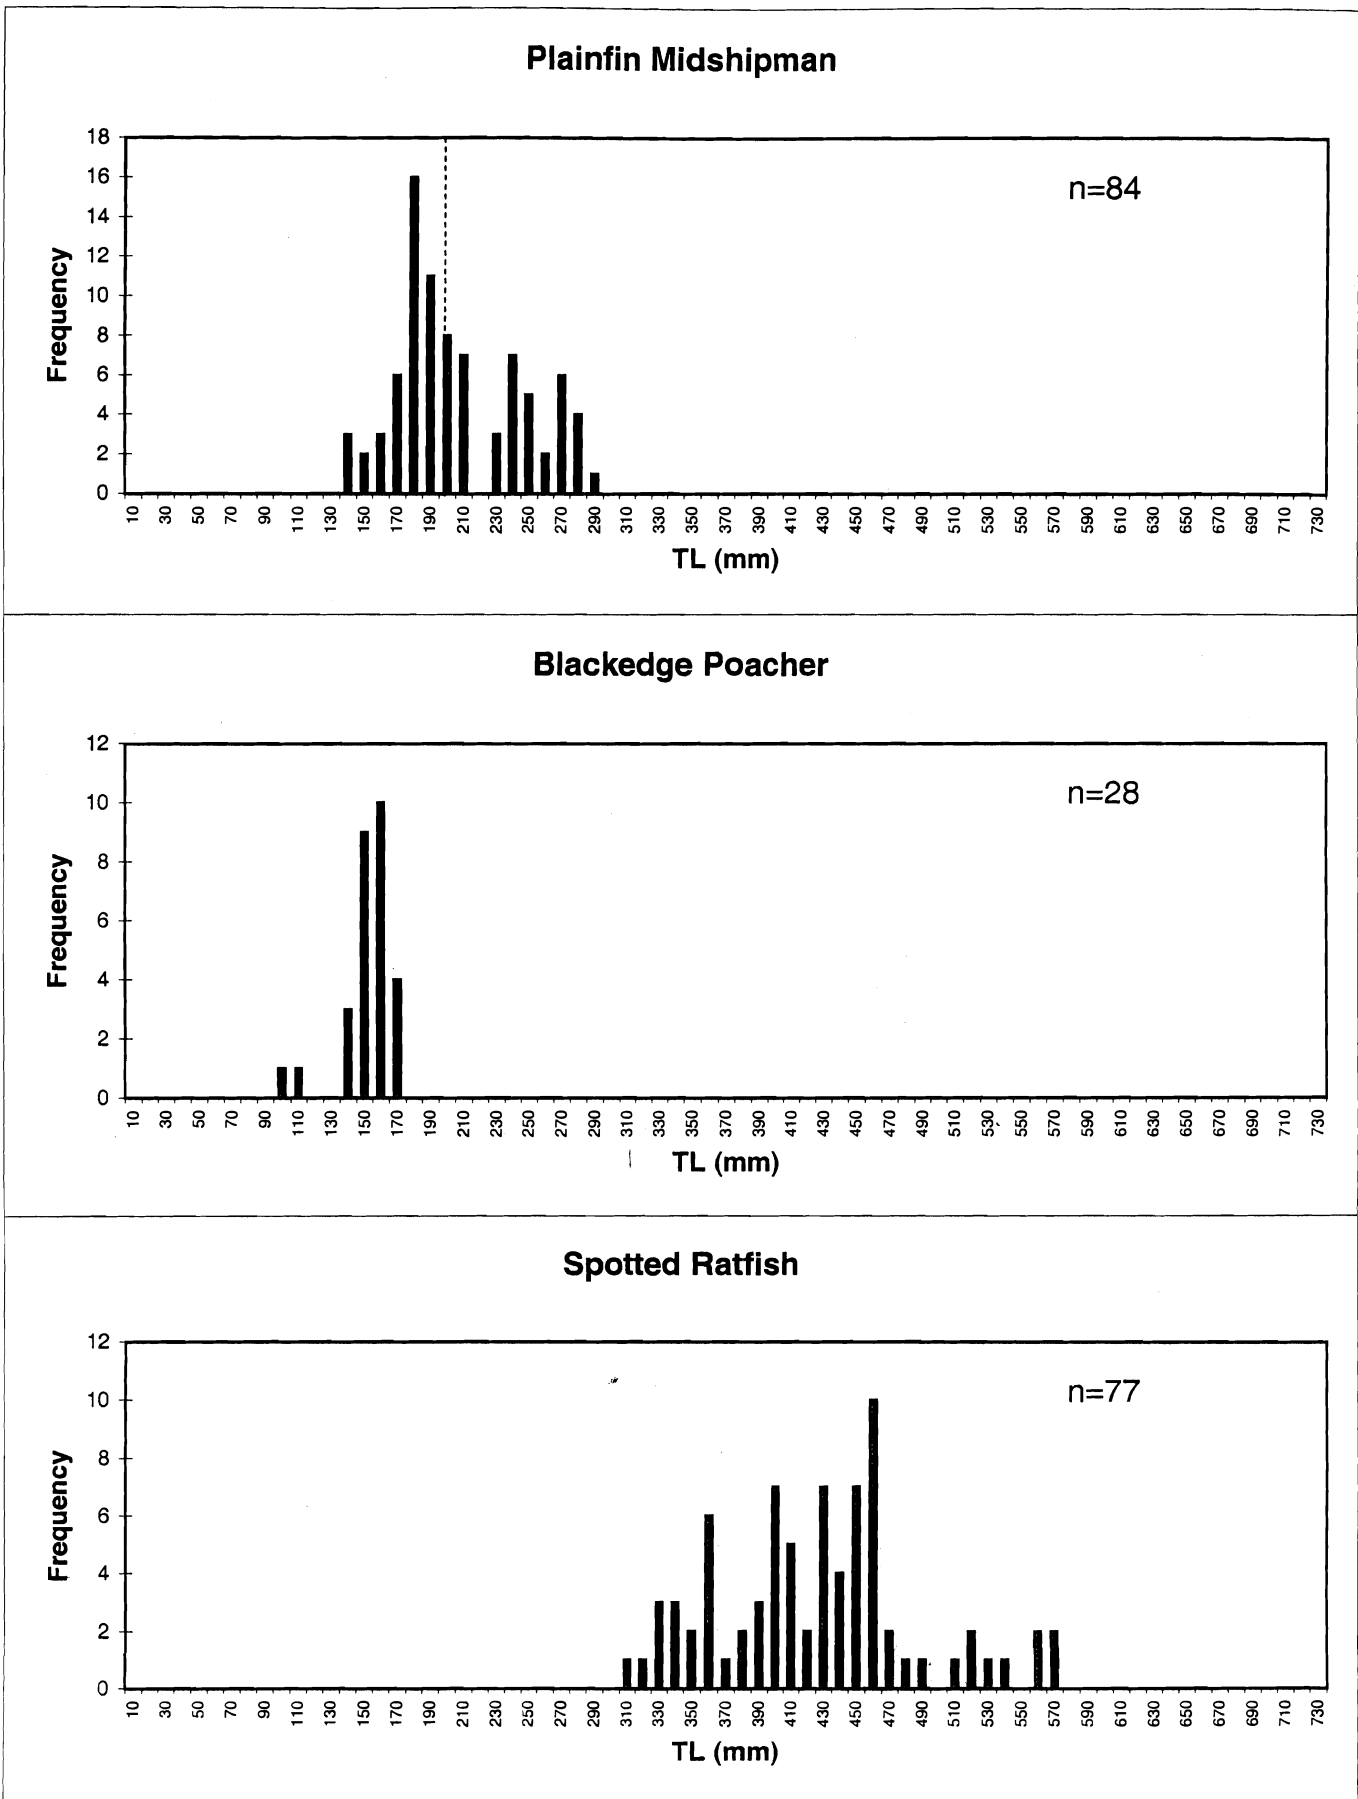 Plainfin Midshipman
18
16
14
12
10
8
6
4
2
0
Frequency
n=84
10 30 50 70 90 110 130 150 170 190 210 230 250 270 290 310 330 350 370 390 410 430 450 470 490 510 530 550 570 590 610 630 650 670 690 710 730
TL (mm)
Blackedge Poacher
12
10
8
6
4
2
0
Frequency
n=28
10 30 50 70 90 110 130 150 170 190 210 230 250 270 290 310 330 350 370 390 410 430 450 470 490 510 530 550 570 590 610 630 650 670 690 710 730
TL (mm)
Spotted Ratfish
12
10
8
6
4
2
0
Frequency
n=77
10 30 50 70 90 110 130 150 170 190 210 230 250 270 290 310 330 350 370 390 410 430 450 470 490 510 530 550 570 590 610 630 650 670 690 710 730
TL (mm)